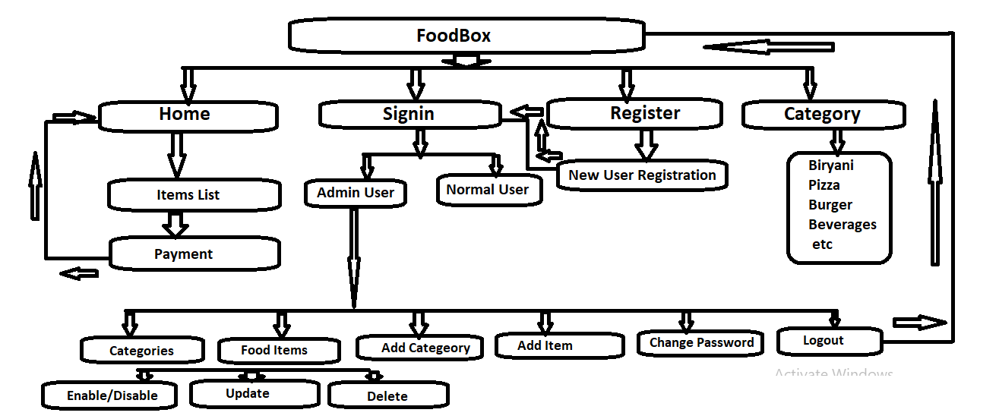 FoodBox
Home
Signin
Register
Category
Items List
Admin User
Normal User
New User Registration
Biryani
Pizza
Burger
Beverages
etc
Payment
Categories
Food Items
Add Categeory
Add Item
Change Password
Logout
Activate Windows
Enable/Disable
Update
Delete